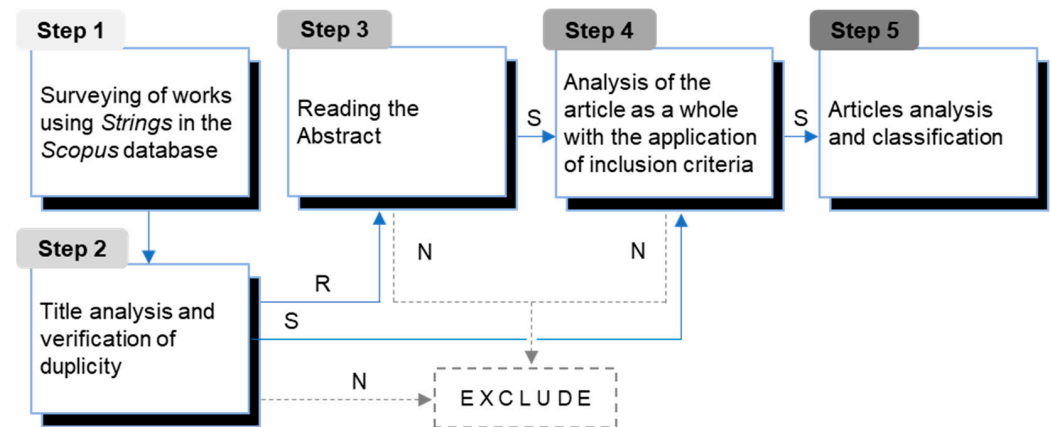 Step 1
Surveying of works
using Strings in the
Scopus database
Step 2
Title analysis and
verification of
duplicity
Step 3
Reading the
Abstract
Step 4
Analysis of the
article as a whole
with the application
of inclusion criteria
Step 5
Articles analysis
and classification
S
S
N
N
R
S
N
EXCLUDE